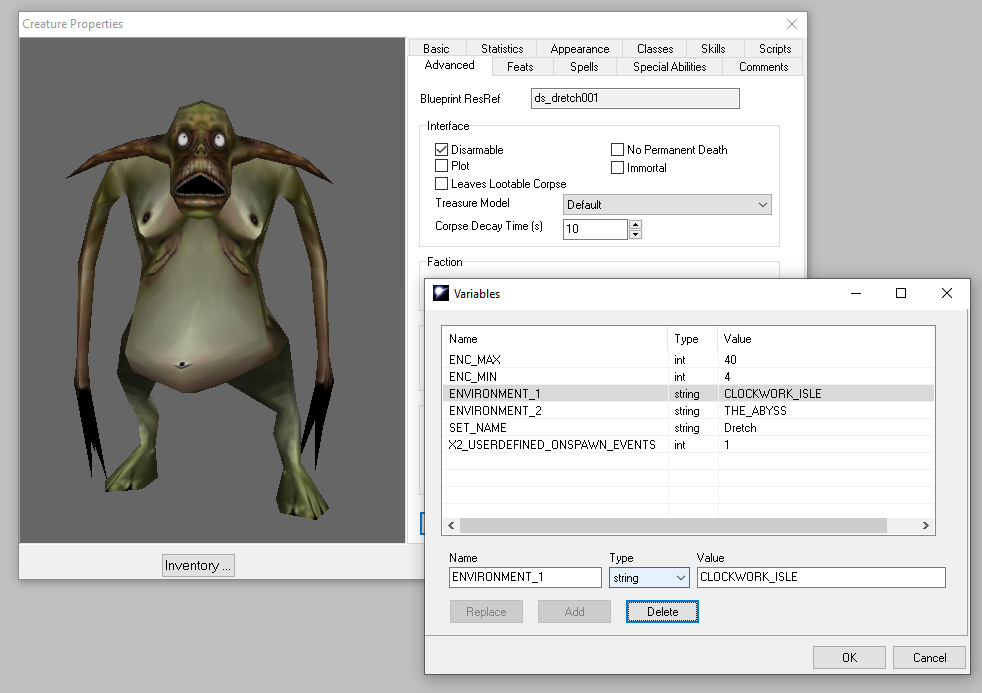 Creature Properties
Basic Statistics Appearance Classes Skills Scripts
Advanced Feats Spells Special Abilities Comments
Blueprint ResRef ds_dretch001
Interface
Disarmable No Permanent Death
Plot Immortal
Leaves Lootable Corpse
Treasure Model Default
Corpse Decay Time (s) 10
Faction
Variables
Name Type Value
ENC_MAX int 40
ENC_MIN int 4
ENVIRONMENT_1 string CLOCKWORK_ISLE
ENVIRONMENT_2 string THE_ABYSS
SET_NAME string Dretch
X2_USERDEFINED_ONSPAWN_EVENTS int 1
Name Type Value
ENVIRONMENT_1 string CLOCKWORK_ISLE
Replace Add Delete
Inventory ...
OK Cancel